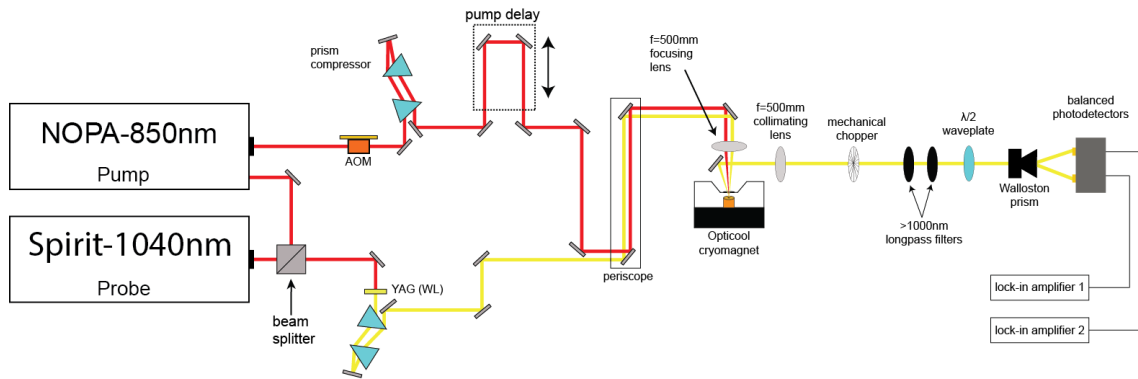 pump delay
prism
compressor
f=500mm
focusing
lens
f=500mm
collimating
lens
mechanical
chopper
λ/2
waveplate
balanced
photodetectors
NOPA-850nm
Pump
AOM
Walloston
prism
>1000nm
longpass filters
Opticool
cryomagnet
Spirit-1040nm
Probe
periscope
YAG (WL)
beam
splitter
lock-in amplifier 1
lock-in amplifier 2